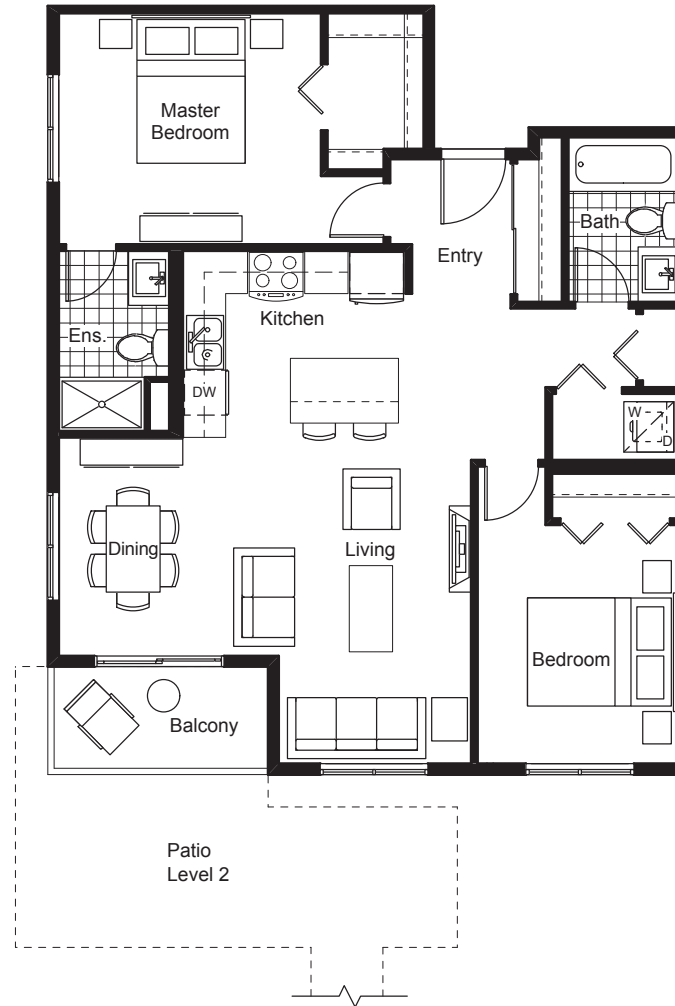 Master
Bedroom
Bath
Entry
Kitchen
Ens.
DW
W
D
Dining
Living
Bedroom
Balcony
Patio
Level 2